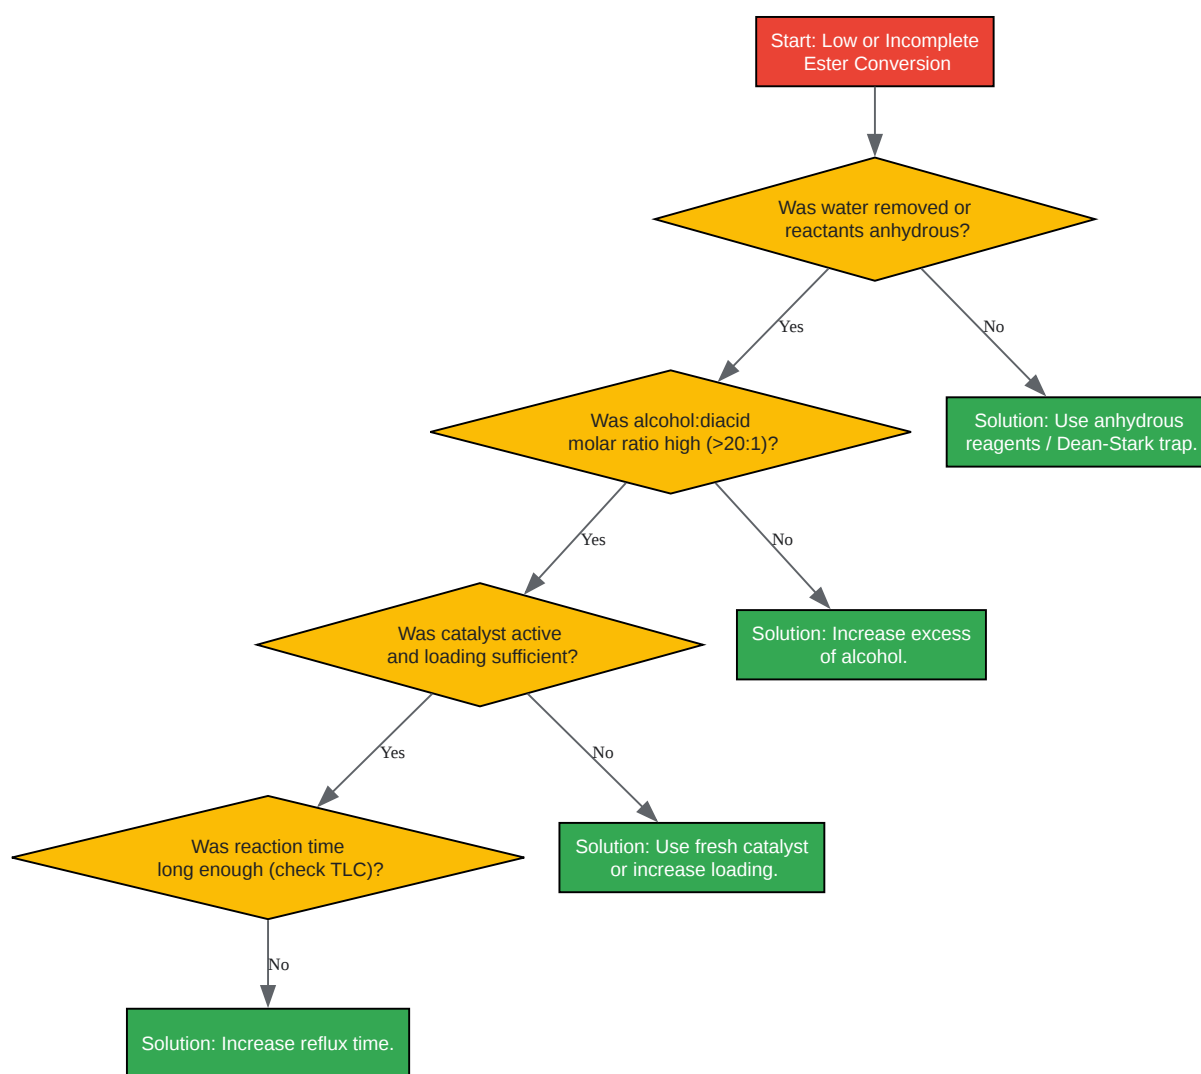 Start: Low or Incomplete
Ester Conversion
Was water removed or
reactants anhydrous?
Yes
No
Was alcohol:diacid
molar ratio high (>20:1)?
Solution: Use anhydrous
reagents / Dean-Stark trap.
Yes
No
Was catalyst active
and loading sufficient?
Solution: Increase excess
of alcohol.
Yes
No
Was reaction time
long enough (check TLC)?
Solution: Use fresh catalyst
or increase loading.
No
Solution: Increase reflux time.